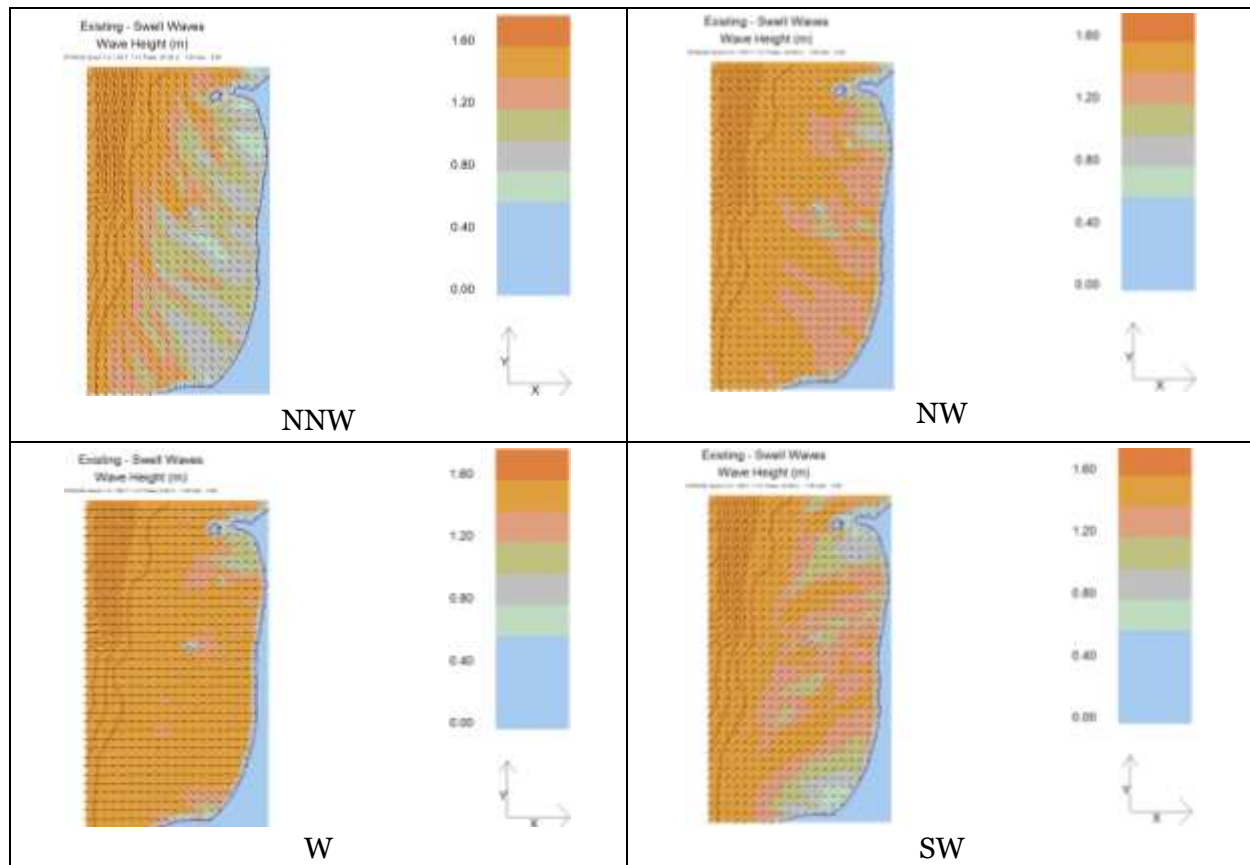 Existing - Swell Waves
Wave Height (m)
1.60
1.20
0.80
0.40
0.00
Y
X
NNW
Existing - Swell Waves
Wave Height (m)
1.60
1.20
0.80
0.40
0.00
Y
X
NW
Existing - Swell Waves
Wave Height (m)
1.60
1.20
0.80
0.40
0.00
Y
X
W
Existing - Swell Waves
Wave Height (m)
1.60
1.20
0.80
0.40
0.00
Y
X
SW